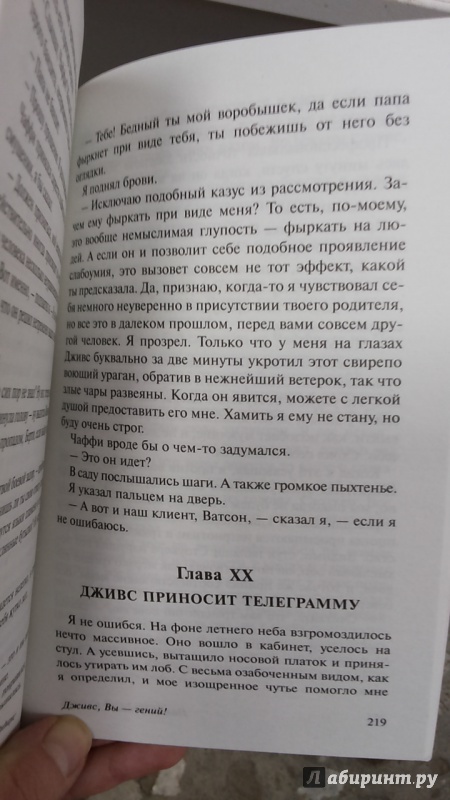 — Тебе! Бедный ты мой воробышек, да если папа
фыркнет при виде тебя, ты побежишь от него без
оглядки.
Я поднял брови.
— Исключаю подобный казус из рассмотрения. За-
чем ему фыркать при виде меня? То есть, по-моему,
это вообще немыслимая глупость — фыркать на лю-
дей. А если он и позволит себе подобное проявление
слабоумия, это вызовет совсем не тот эффект, какой
ты предсказала. Да, признаю, когда-то я чувствовал се-
бя немного неуверенно в присутствии твоего родителя,
но все это в далеком прошлом, перед вами совсем дру-
гой человек. Я прозрел. Только что у меня на глазах
Дживс буквально за две минуты укротил этот свирепо
воющий ураган, обратив в нежнейший ветерок, так что
злые чары развеяны. Когда он явится, можете с легкой
душой предоставить его мне. Хамить я ему не стану, но
буду очень строг.
Чаффи вроде бы о чем-то задумался.
— Это он идет?
В саду послышались шаги. А также громкое пыхтенье.
Я указал пальцем на дверь.
— А вот и наш клиент, Ватсон, — сказал я, — если я
не ошибаюсь.
Глава XX
ДЖИВС ПРИНОСИТ ТЕЛЕГРАММУ
Я не ошибся. На фоне летнего неба взгромоздилось
нечто массивное. Оно вошло в кабинет, уселось на
стул. А усевшись, вытащило носовой платок и приня-
лось утирать им лоб. С весьма озабоченным видом, как
я определил, и мое изощренное чутье помогло мне
Дживс, Вы — гений!
219
Лабиринт.ру